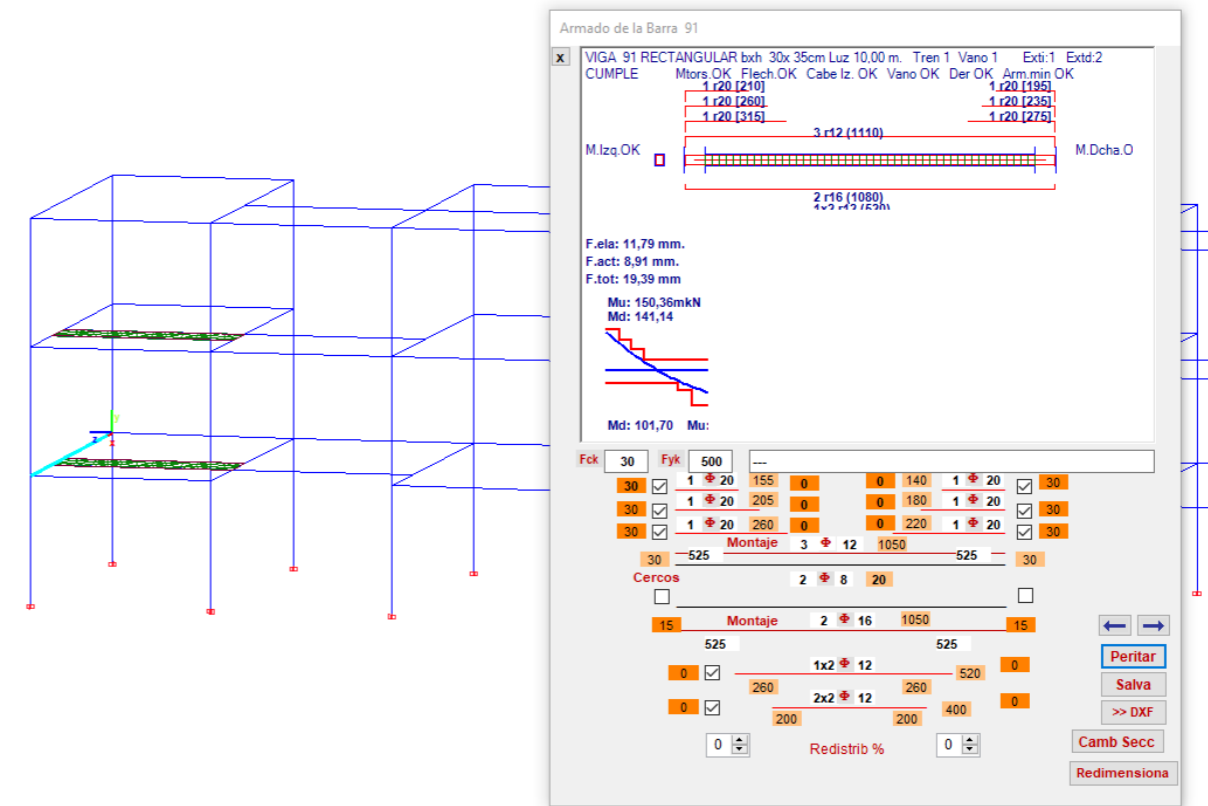 Armado de la Barra 91
x
VIGA 91 RECTANGULAR bxh 30x 35cm Luz 10,00 m. Tren 1 Vano 1 Exti:1 Extd:2
CUMPLE Mtors.OK Flech.OK Cabe Iz. OK Vano OK Der OK Arm.min OK
1 r20 [210] 1 r20 [195]
1 r20 [260] 1 r20 [235]
1 r20 [315] 1 r20 [275]
3 r12 (1110)
M.Izq.OK M.Dcha.O
2 r16 (1080)
1x2 r12 (520)
F.ela: 11,79 mm.
F.act: 8,91 mm.
F.tot: 19,39 mm
Mu: 150,36mkN
Md: 141,14
Md: 101,70 Mu:
Fck 30 Fyk 500 ---
30 1 Φ 20 155 0 0 140 1 Φ 20 30
30 1 Φ 20 205 0 0 180 1 Φ 20 30
30 1 Φ 20 260 0 0 220 1 Φ 20 30
Montaje 3 Φ 12 1050
30 525 525 30
Cercos 2 Φ 8 20
15 Montaje 2 Φ 16 1050 15
525 525
0 1x2 Φ 12 520 0
260 260
0 2x2 Φ 12 400 0
200 200
0 Redistrib % 0
Peritar
Salva
>> DXF
Camb Secc
Redimensiona
Y
z